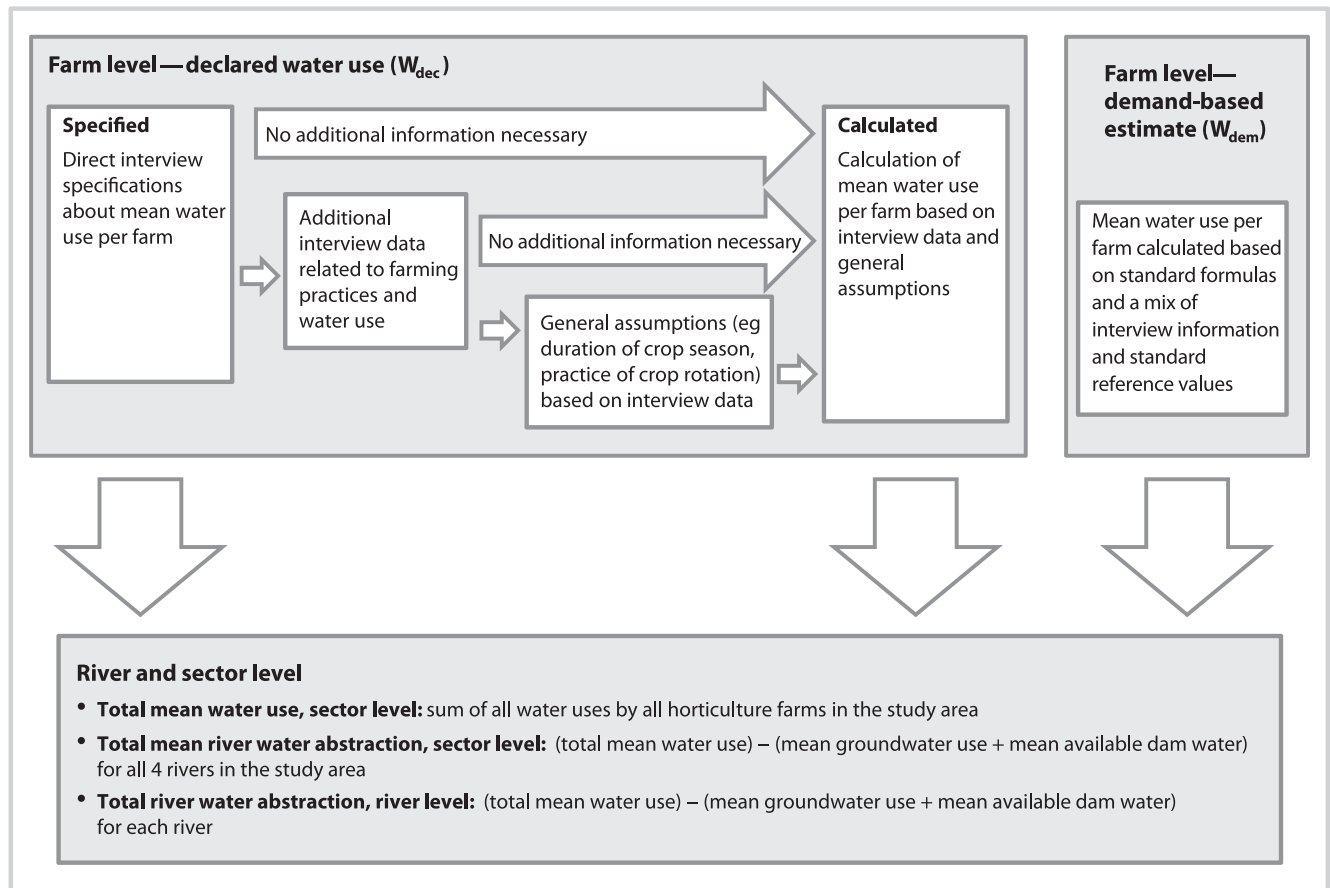 Farm level—declared water use (Wdec)
Specified
Direct interview
specifications
about mean water
use per farm
No additional information necessary
Additional
interview data
related to farming
practices and
water use
No additional information necessary
General assumptions (eg
duration of crop season,
practice of crop rotation)
based on interview data
Calculated
Calculation of
mean water use
per farm based on
interview data and
general
assumptions
Farm level—
demand-based
estimate (Wdem)
Mean water use per
farm calculated based
on standard formulas
and a mix of
interview information
and standard
reference values
River and sector level
• Total mean water use, sector level: sum of all water uses by all horticulture farms in the study area
• Total mean river water abstraction, sector level: (total mean water use) – (mean groundwater use + mean available dam water)
for all 4 rivers in the study area
• Total river water abstraction, river level: (total mean water use) – (mean groundwater use + mean available dam water)
for each river